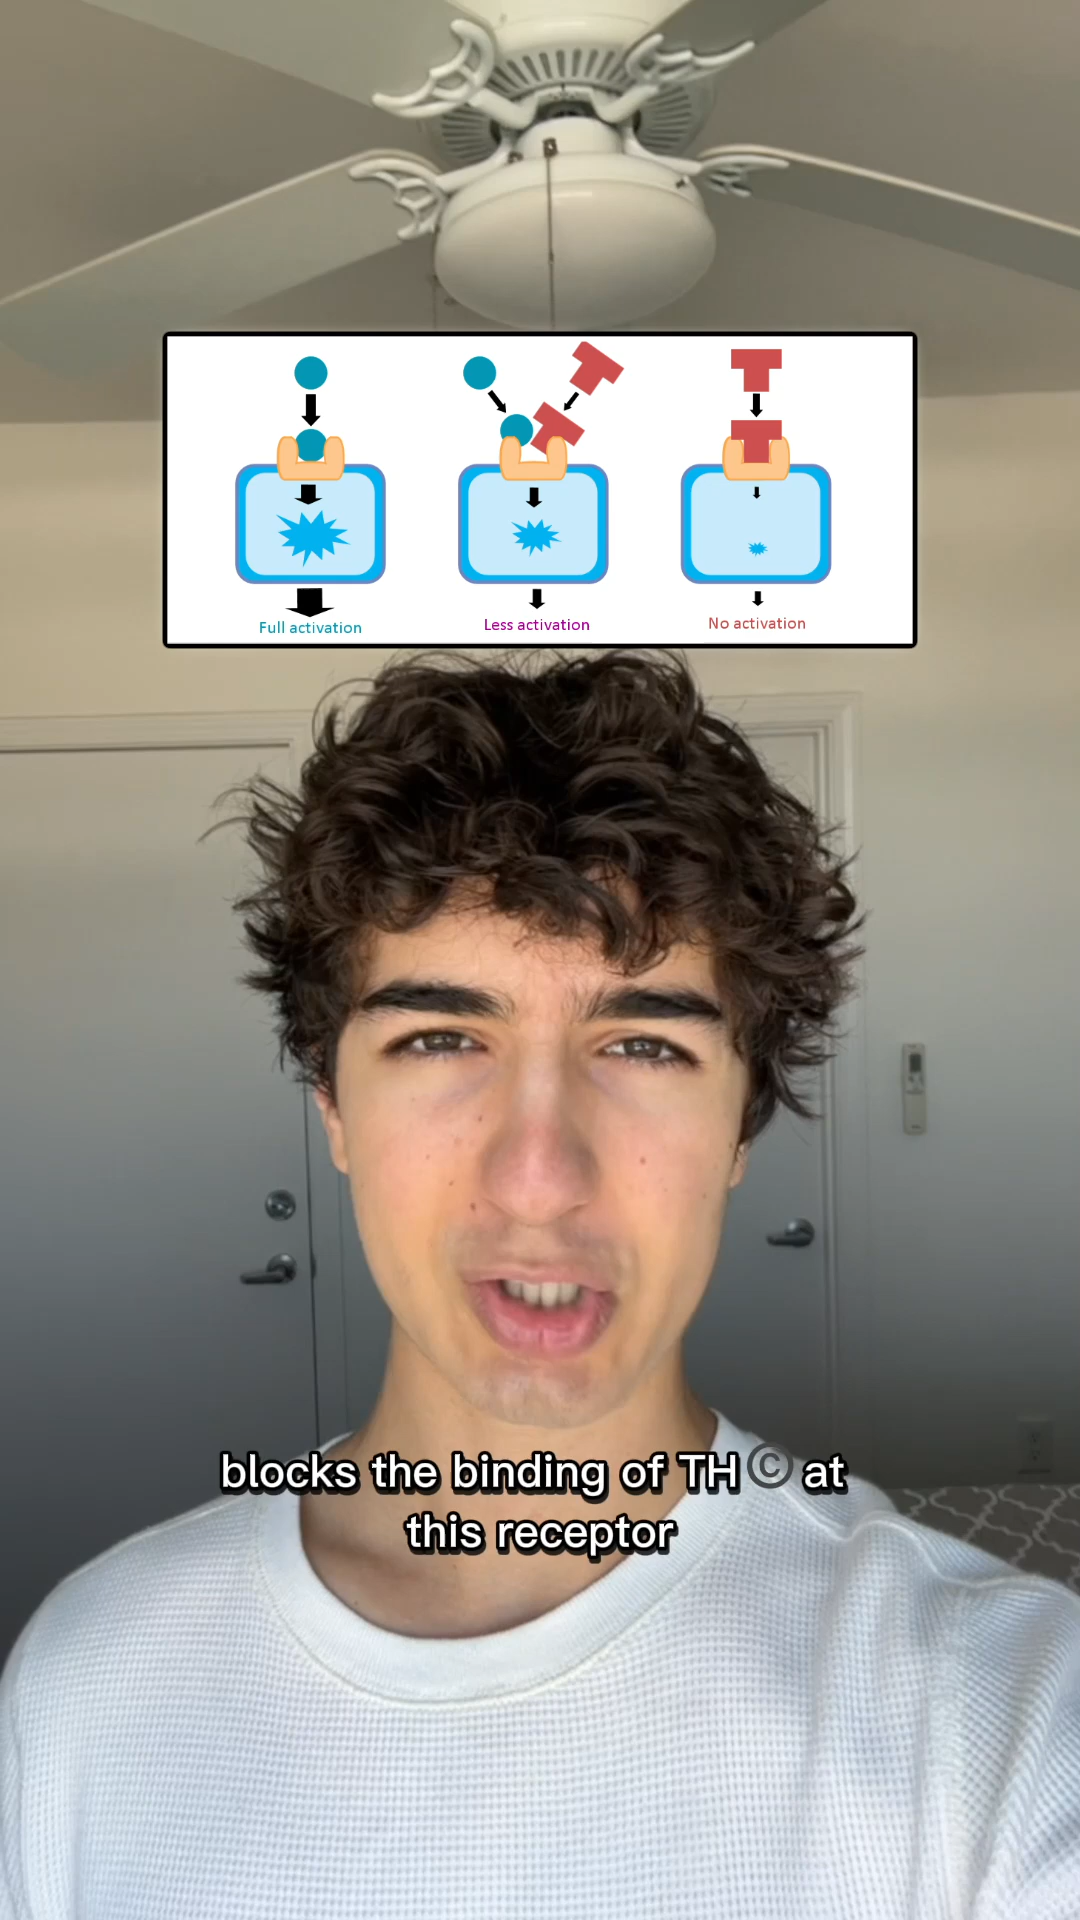 Full activation
Less activation
No activation
blocks the binding of TH© at
this receptor